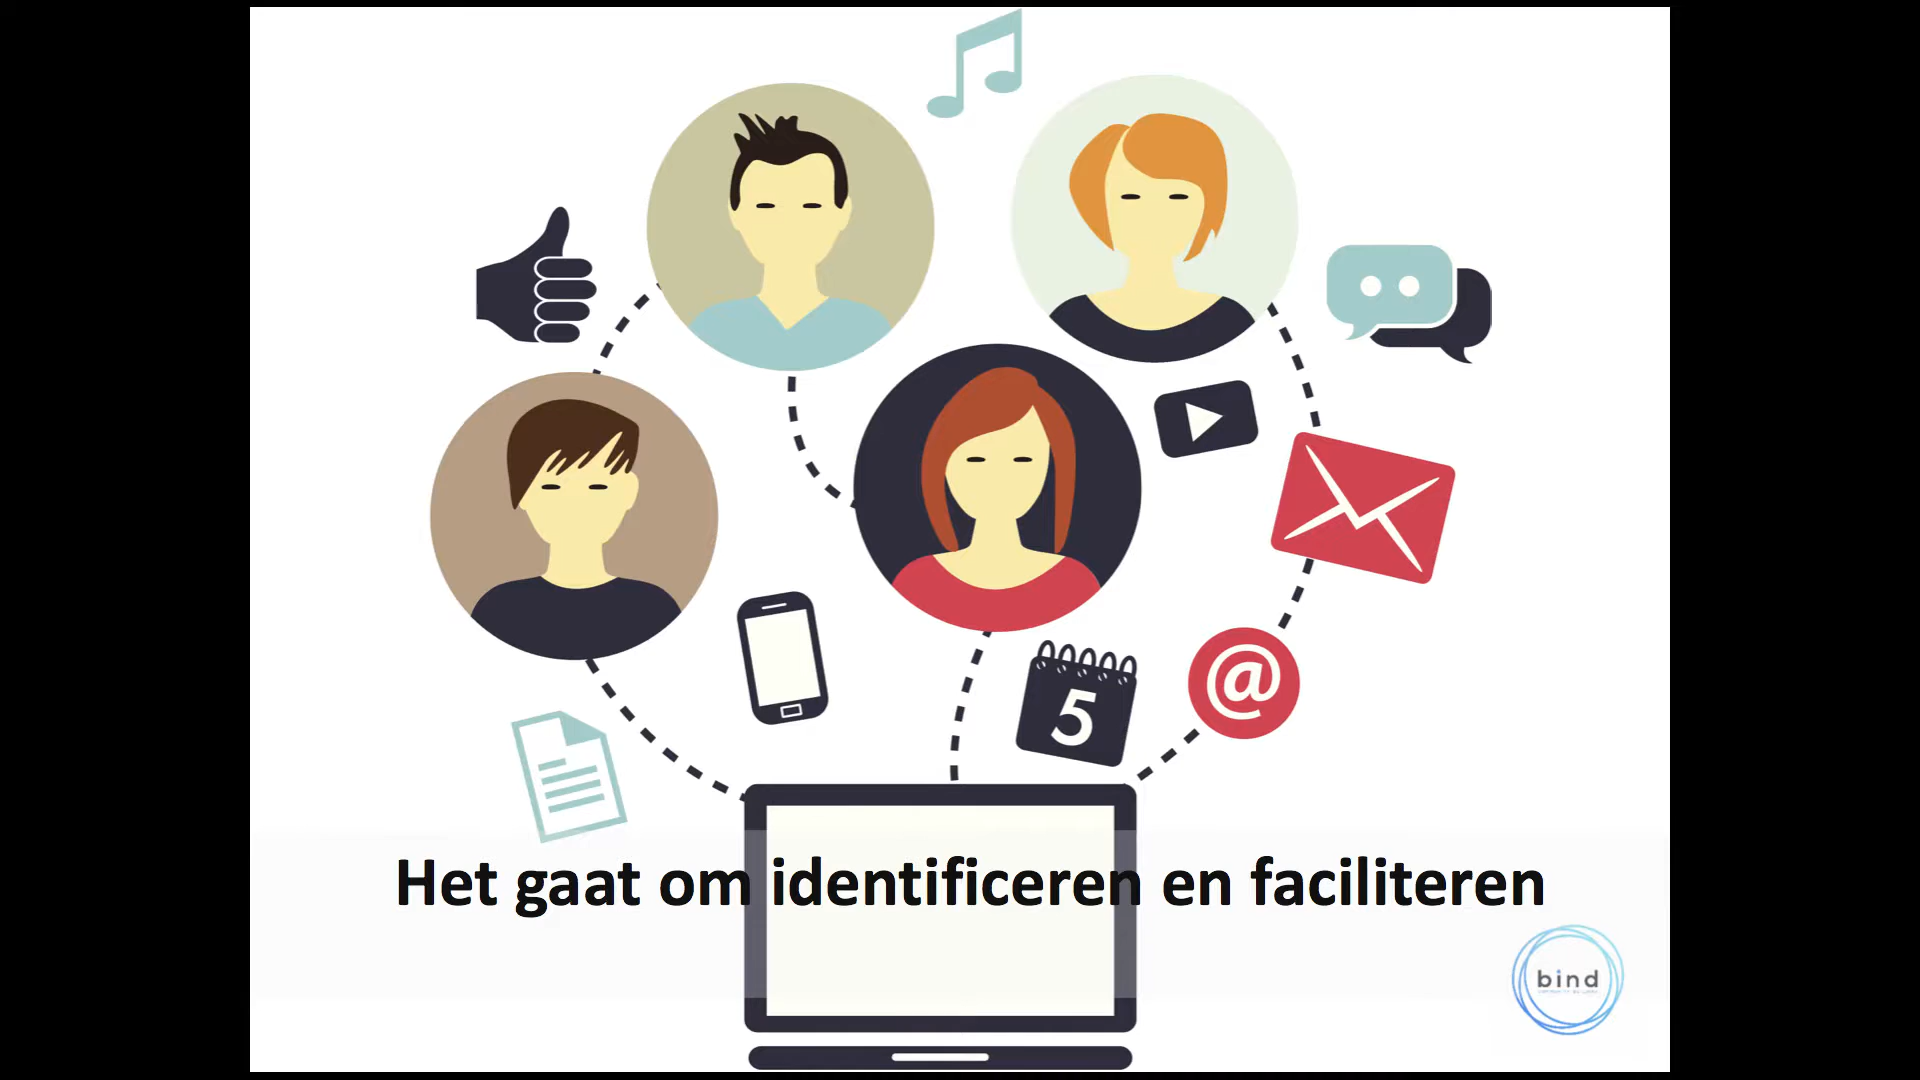 5
@
Het gaat om identificeren en faciliteren
bind